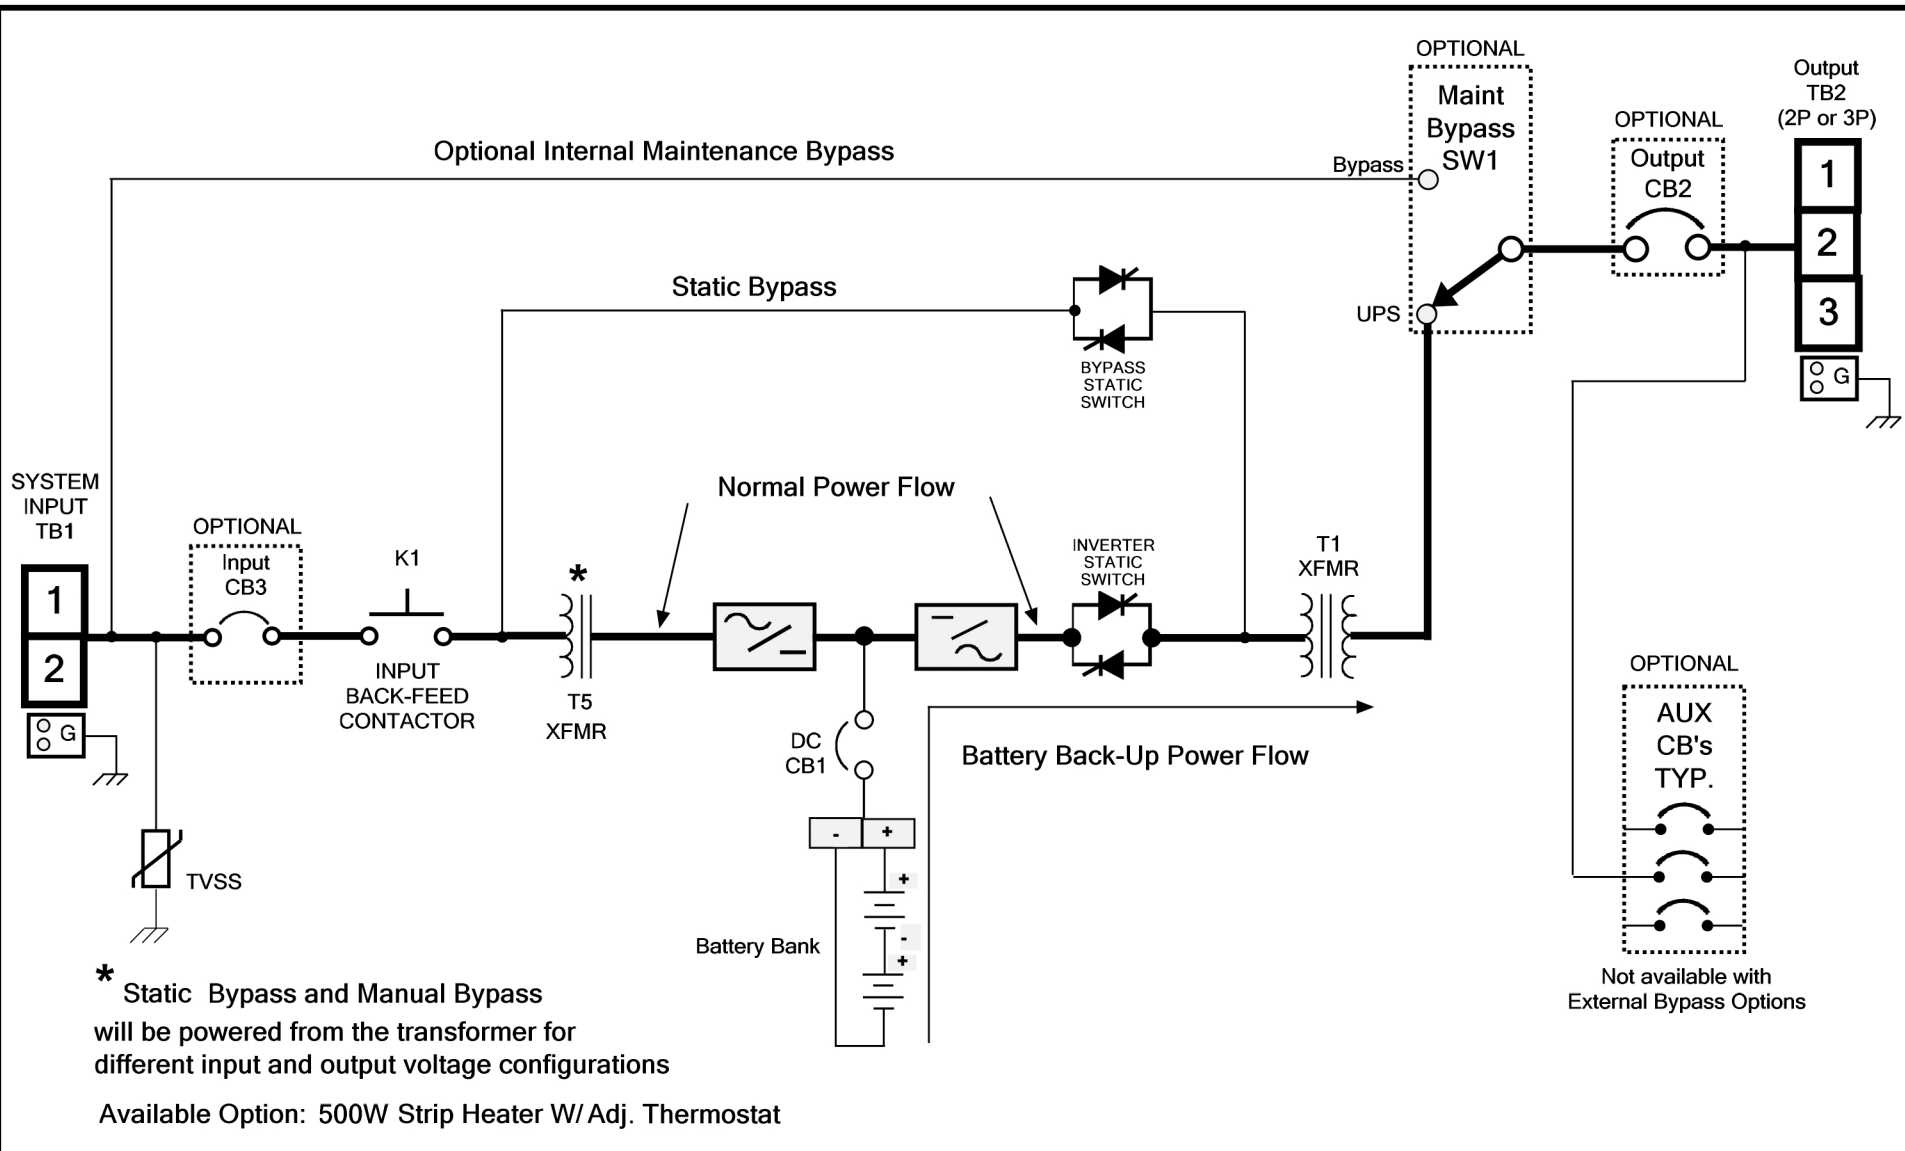 OPTIONAL
Maint
Bypass
SW1
Bypass
UPS
Output
TB2
(2P or 3P)
1
2
3
G
OPTIONAL
Output
CB2
Optional Internal Maintenance Bypass
Static Bypass
BYPASS
STATIC
SWITCH
SYSTEM
INPUT
TB1
1
2
G
OPTIONAL
Input
CB3
K1
INPUT
BACK-FEED
CONTACTOR
*
T5
XFMR
Normal Power Flow
INVERTER
STATIC
SWITCH
T1
XFMR
DC
CB1
Battery Back-Up Power Flow
- +
+
-
+
Battery Bank
TVSS
OPTIONAL
AUX
CB's
TYP.
Not available with
External Bypass Options
* Static Bypass and Manual Bypass
will be powered from the transformer for
different input and output voltage configurations
Available Option: 500W Strip Heater W/ Adj. Thermostat